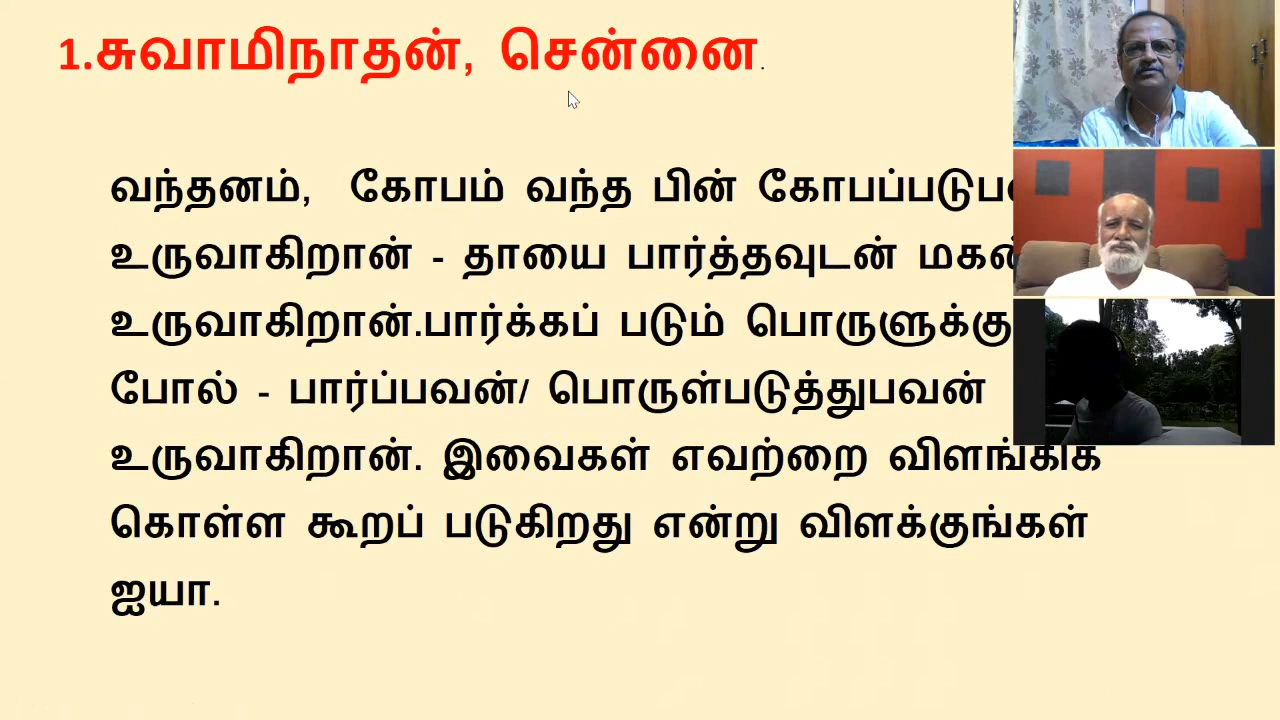 1.சுவாமிநாதன், சென்னை.
வந்தனம், கோபம் வந்த பின்
உருவாகிறான் - தாயை பார்த்தவுடன்
உருவாகிறான்.பார்க்கப் படும் பொருளுக்கு
போல் - பார்ப்பவன்/ பொருள்படுத்துபவன்
உருவாகிறான். இவைகள் எவற்றை விளங்கிக்
கொள்ள கூறப் படுகிறது என்று விளக்குங்கள்
ஐயா.